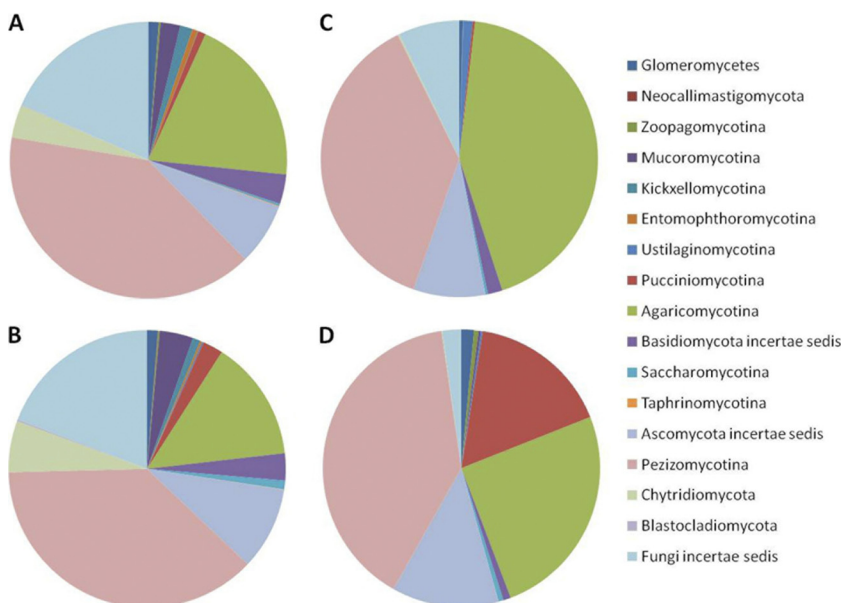 A
C
B
D
Glomeromycetes
Neocallimastigomycota
Zoopagomycotina
Mucoromycotina
Kickxellomycotina
Entomophthoromycotina
Ustilaginomycotina
Pucciniomycotina
Agaricomycotina
Basidiomycota incertae sedis
Saccharomycotina
Taphrinomycotina
Ascomycota incertae sedis
Pezizomycotina
Chytridiomycota
Blastocladiomycota
Fungi incertae sedis